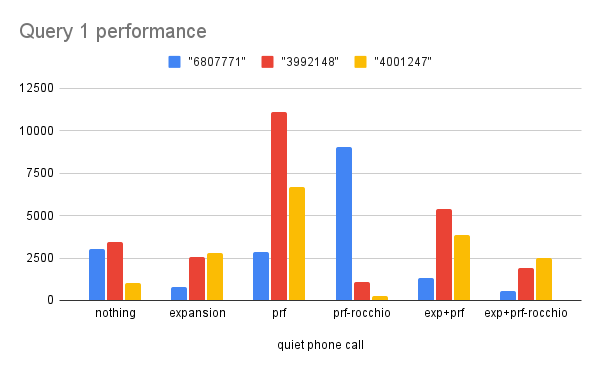 Query 1 performance
"6807771" "3992148" "4001247"
12500
10000
7500
5000
2500
0
nothing expansion prf prf-rocchio exp+prf exp+prf-rocchio
quiet phone call